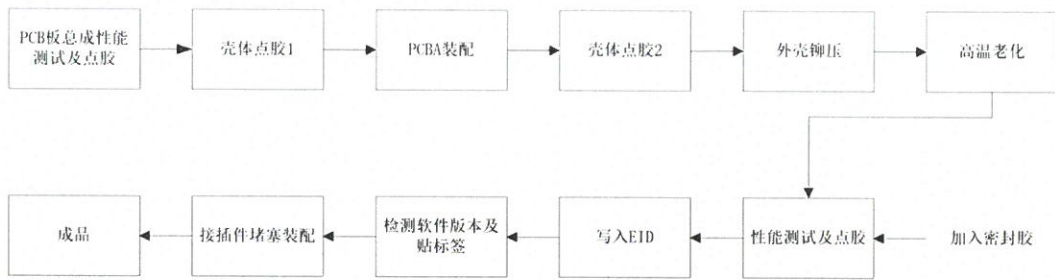 PCB板总成性能
测试及点胶
壳体点胶1
PCBA装配
壳体点胶2
外壳铆压
高温老化
成品
接插件堵塞装配
检测软件版本及
贴标签
写入EID
性能测试及点胶
加入密封胶